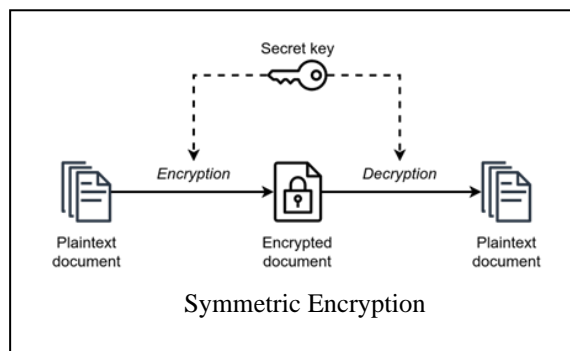 Secret key
Encryption
Decryption
Plaintext
document
Encrypted
document
Plaintext
document
Symmetric Encryption